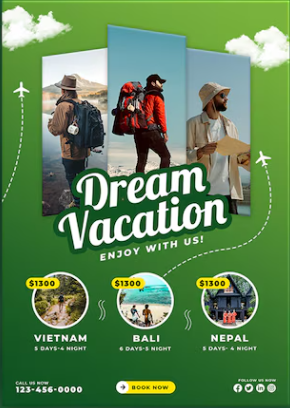 Dream
Vacation
ENJOY WITH US!
$1300
$1300
$1300
VIETNAM
BALI
NEPAL
5 DAYS-4 NIGHT
6 DAYS-5 NIGHT
5 DAYS- 4 NIGHT
CALL US NOW
123-456-0000
BOOK NOW
FOLLOW US NOW